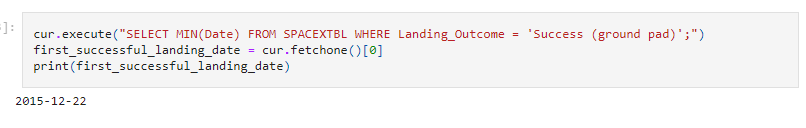 ]:
cur.execute("SELECT MIN(Date) FROM SPACEXTBL WHERE Landing_Outcome = 'Success (ground pad)';")
first_successful_landing_date = cur.fetchone()[0]
print(first_successful_landing_date)
2015-12-22